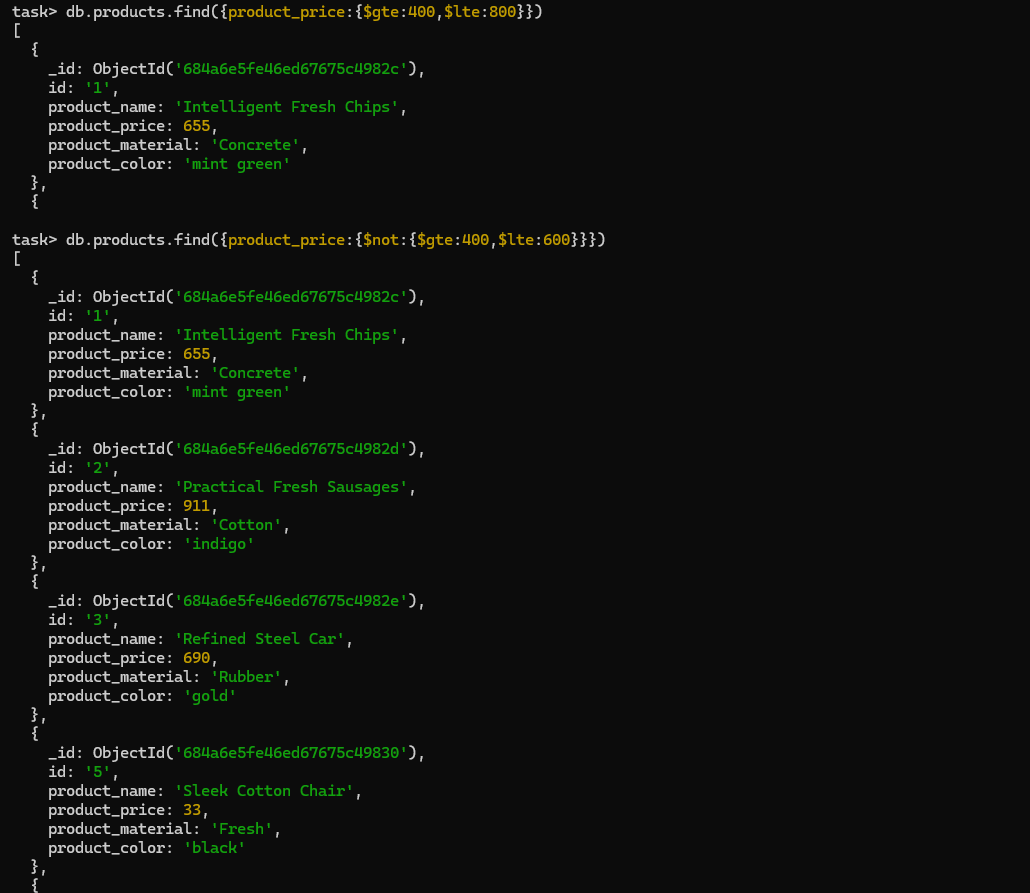 task> db.products.find({product_price:{$gte:400,$lte:800}})
[
  {
    _id: ObjectId('684a6e5fe46ed67675c4982c'),
    id: '1',
    product_name: 'Intelligent Fresh Chips',
    product_price: 655,
    product_material: 'Concrete',
    product_color: 'mint green'
  },
  {
task> db.products.find({product_price:{$not:{$gte:400,$lte:600}}})
[
  {
    _id: ObjectId('684a6e5fe46ed67675c4982c'),
    id: '1',
    product_name: 'Intelligent Fresh Chips',
    product_price: 655,
    product_material: 'Concrete',
    product_color: 'mint green'
  },
  {
    _id: ObjectId('684a6e5fe46ed67675c4982d'),
    id: '2',
    product_name: 'Practical Fresh Sausages',
    product_price: 911,
    product_material: 'Cotton',
    product_color: 'indigo'
  },
  {
    _id: ObjectId('684a6e5fe46ed67675c4982e'),
    id: '3',
    product_name: 'Refined Steel Car',
    product_price: 690,
    product_material: 'Rubber',
    product_color: 'gold'
  },
  {
    _id: ObjectId('684a6e5fe46ed67675c49830'),
    id: '5',
    product_name: 'Sleek Cotton Chair',
    product_price: 33,
    product_material: 'Fresh',
    product_color: 'black'
  },
  {